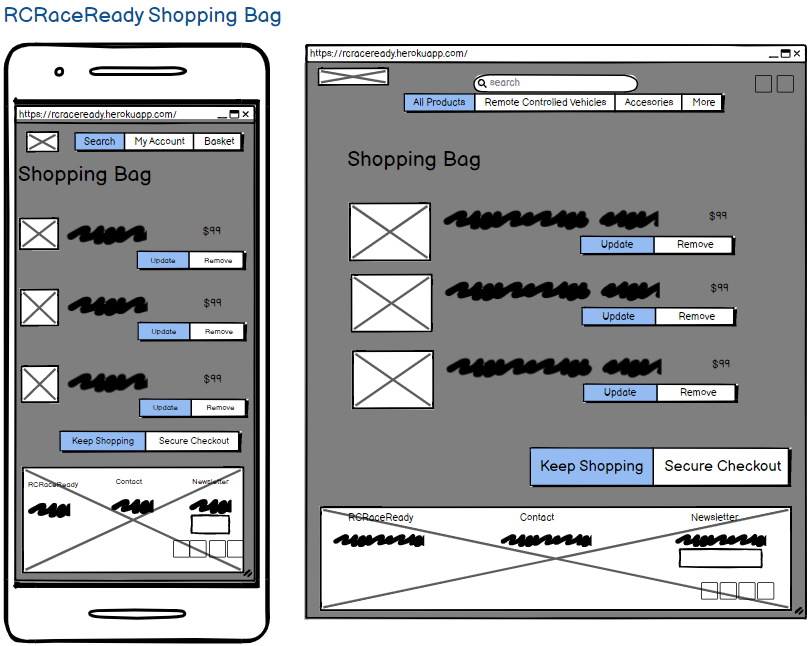 RCRaceReady Shopping Bag
https://rcraceready.herokuapp.com/
Search My Account Basket
Shopping Bag
$99
Update Remove
$99
Update Remove
$99
Update Remove
Keep Shopping Secure Checkout
RCRaceReady Contact Newsletter
https://rcraceready.herokuapp.com/
search
All Products Remote Controlled Vehicles Accesories More
Shopping Bag
$99
Update Remove
$99
Update Remove
$99
Update Remove
Keep Shopping Secure Checkout
RCRaceReady Contact Newsletter